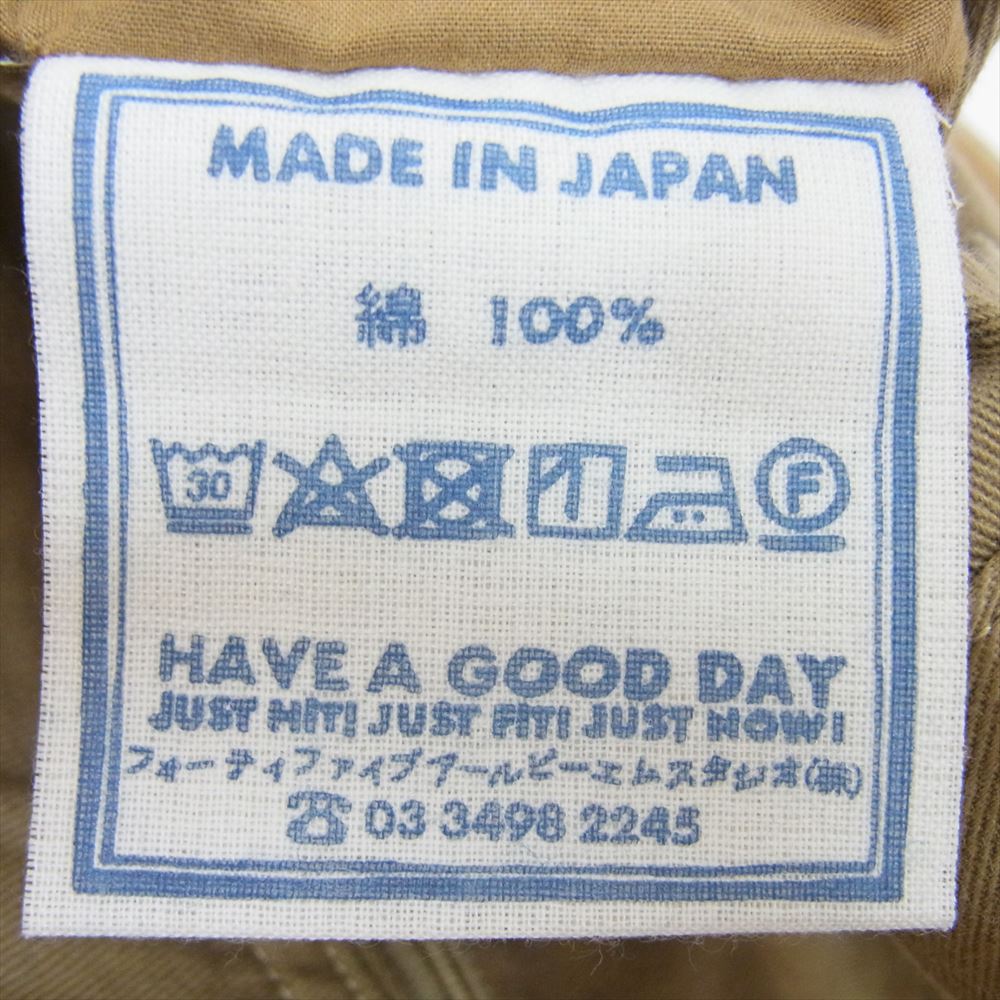 MADE IN JAPAN
綿 100%
30 F
HAVE A GOOD DAY
JUST HIT! JUST FIT! JUST NOW!
フォーティファイブアールピーエムスタジオ(株)
☎ 03 3498 2245